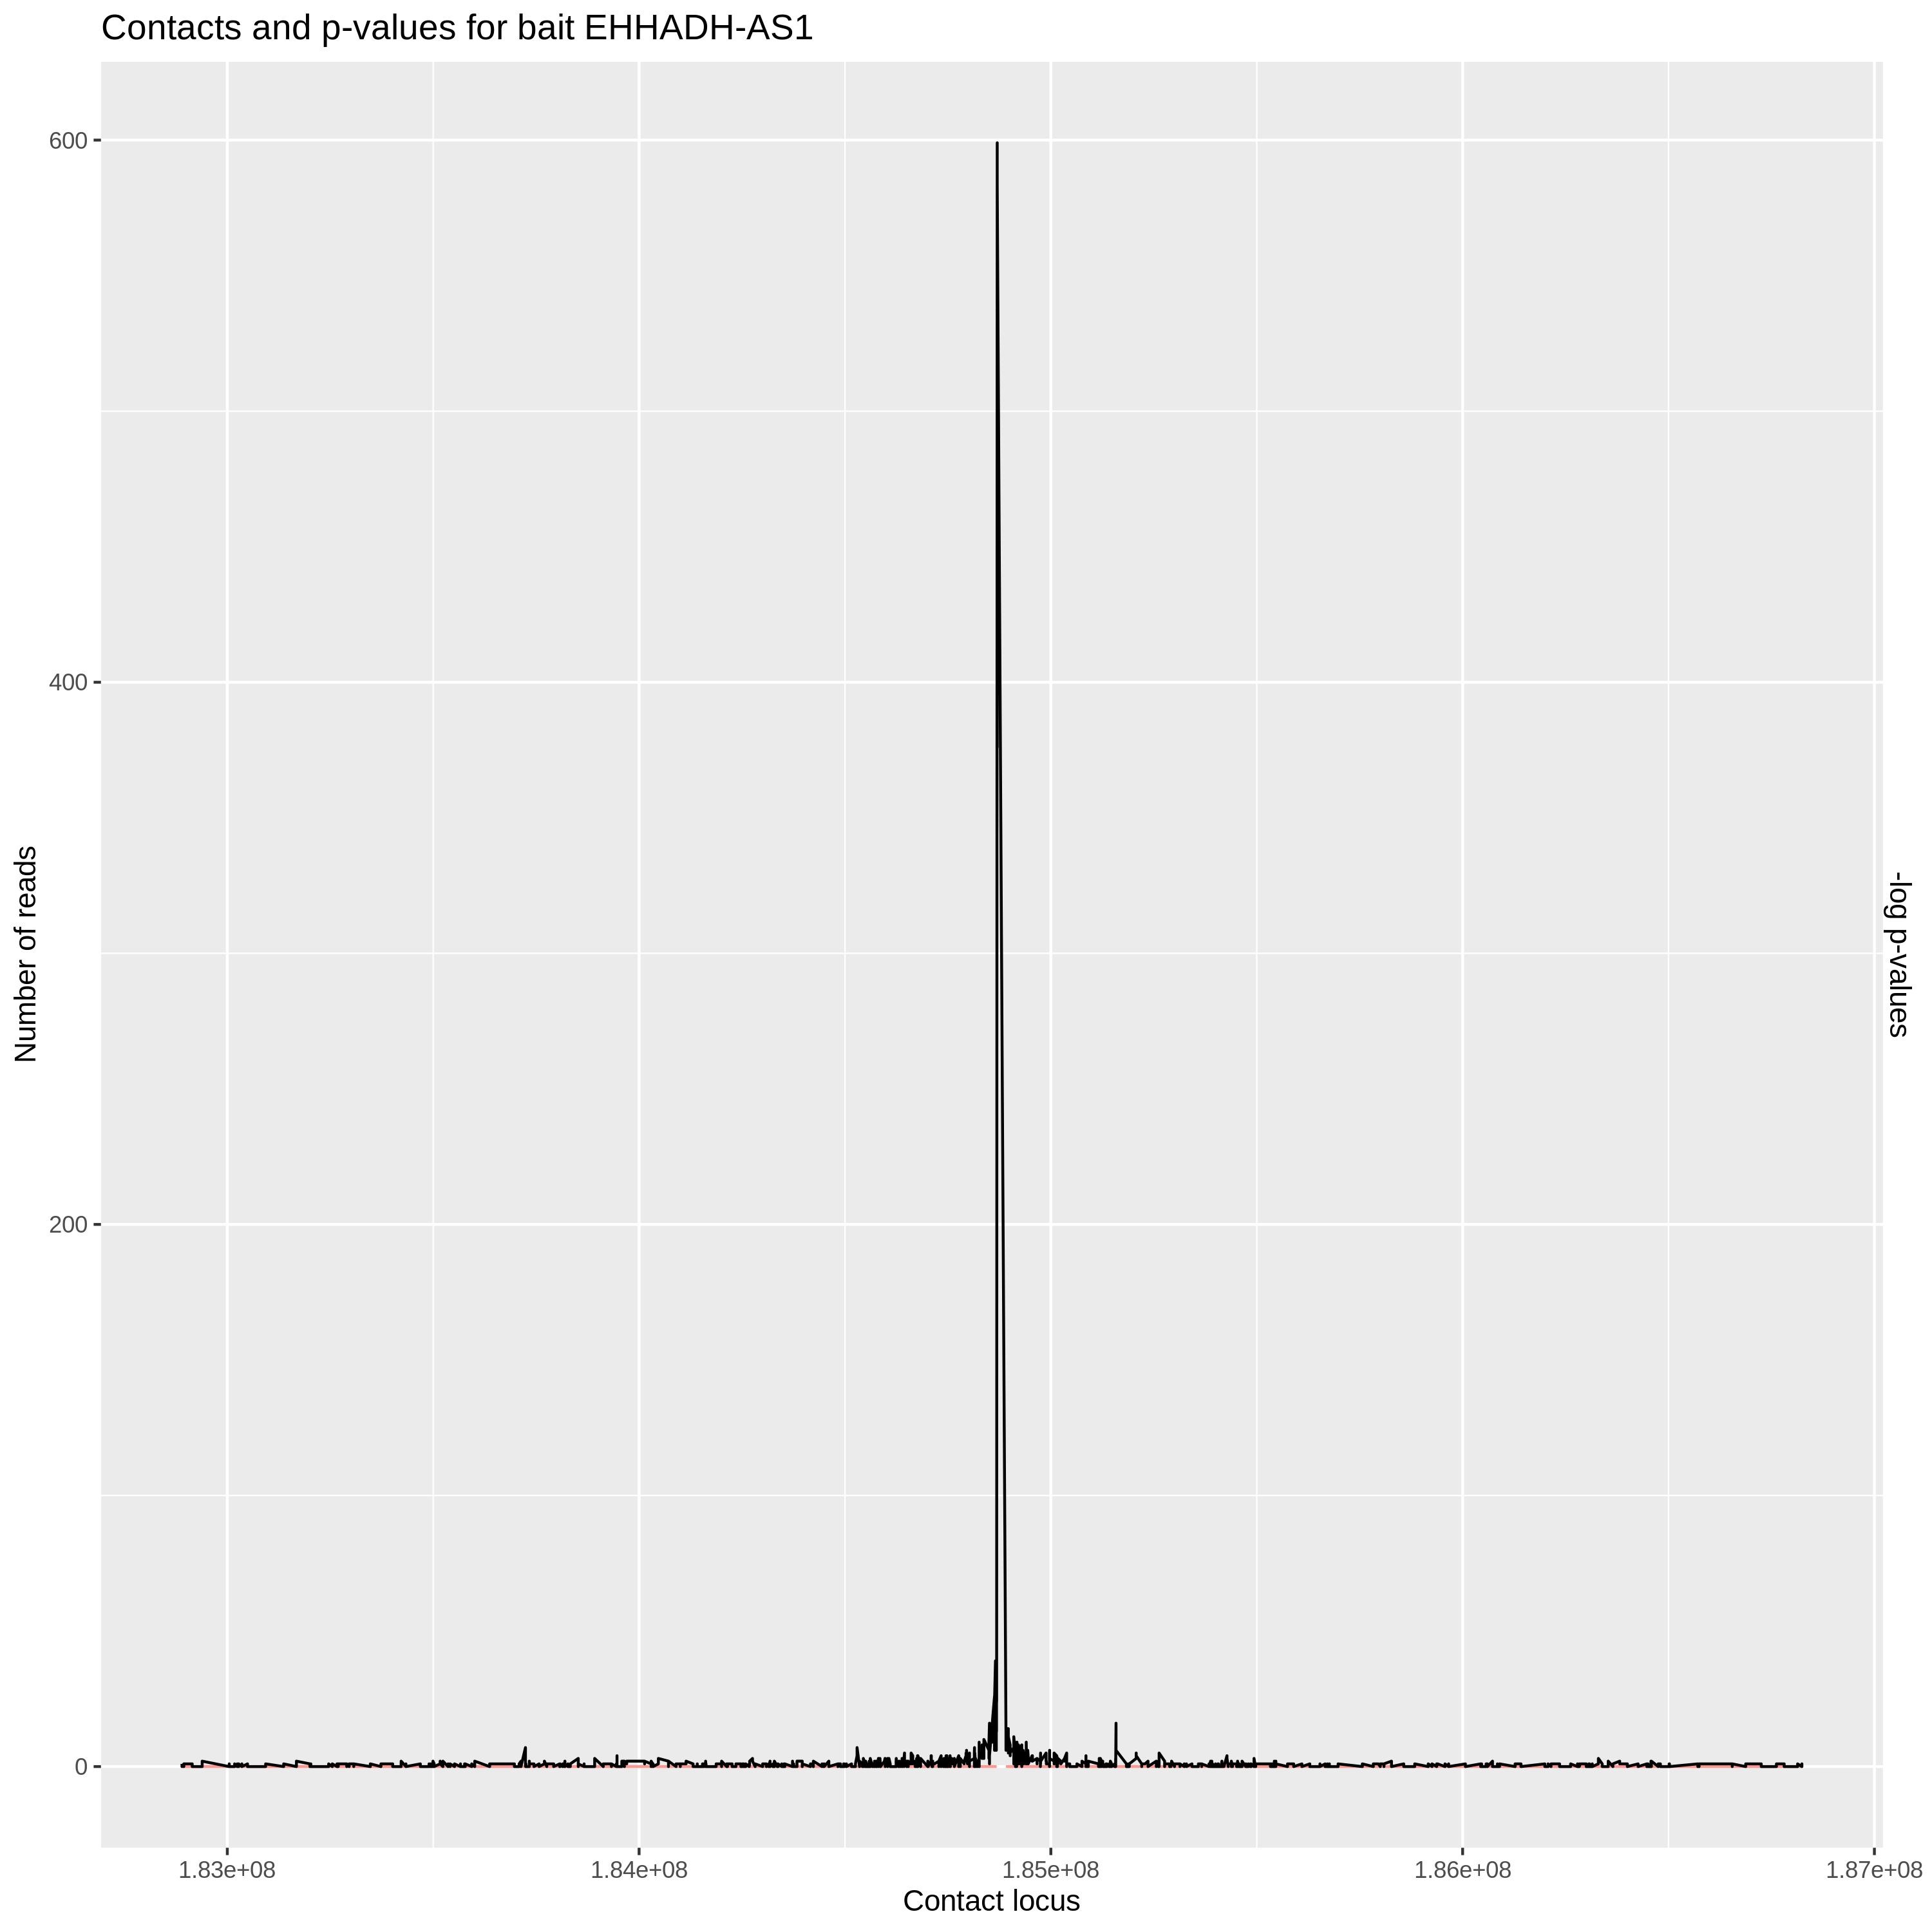 Contacts and p-values for bait EHHADH-AS1
600
400
200
0
Number of reads
-log p-values
1.83e+08
1.84e+08
1.85e+08
1.86e+08
1.87e+08
Contact locus